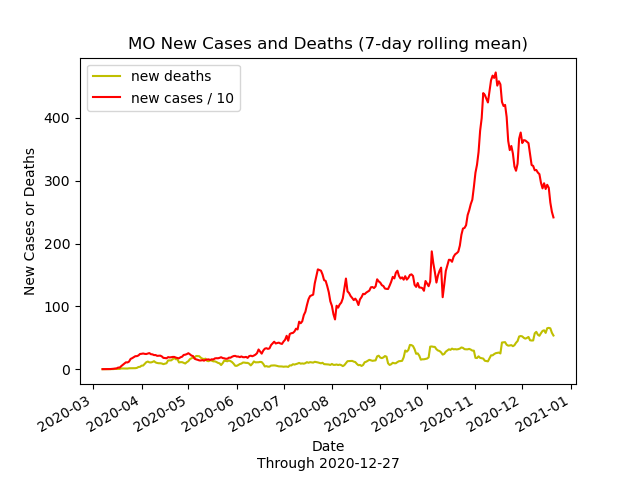 MO New Cases and Deaths (7-day rolling mean)
new deaths
new cases / 10
New Cases or Deaths
400
300
200
100
0
2020-03
2020-04
2020-05
2020-06
2020-07
2020-08
2020-09
2020-10
2020-11
2020-12
2021-01
Date
Through 2020-12-27